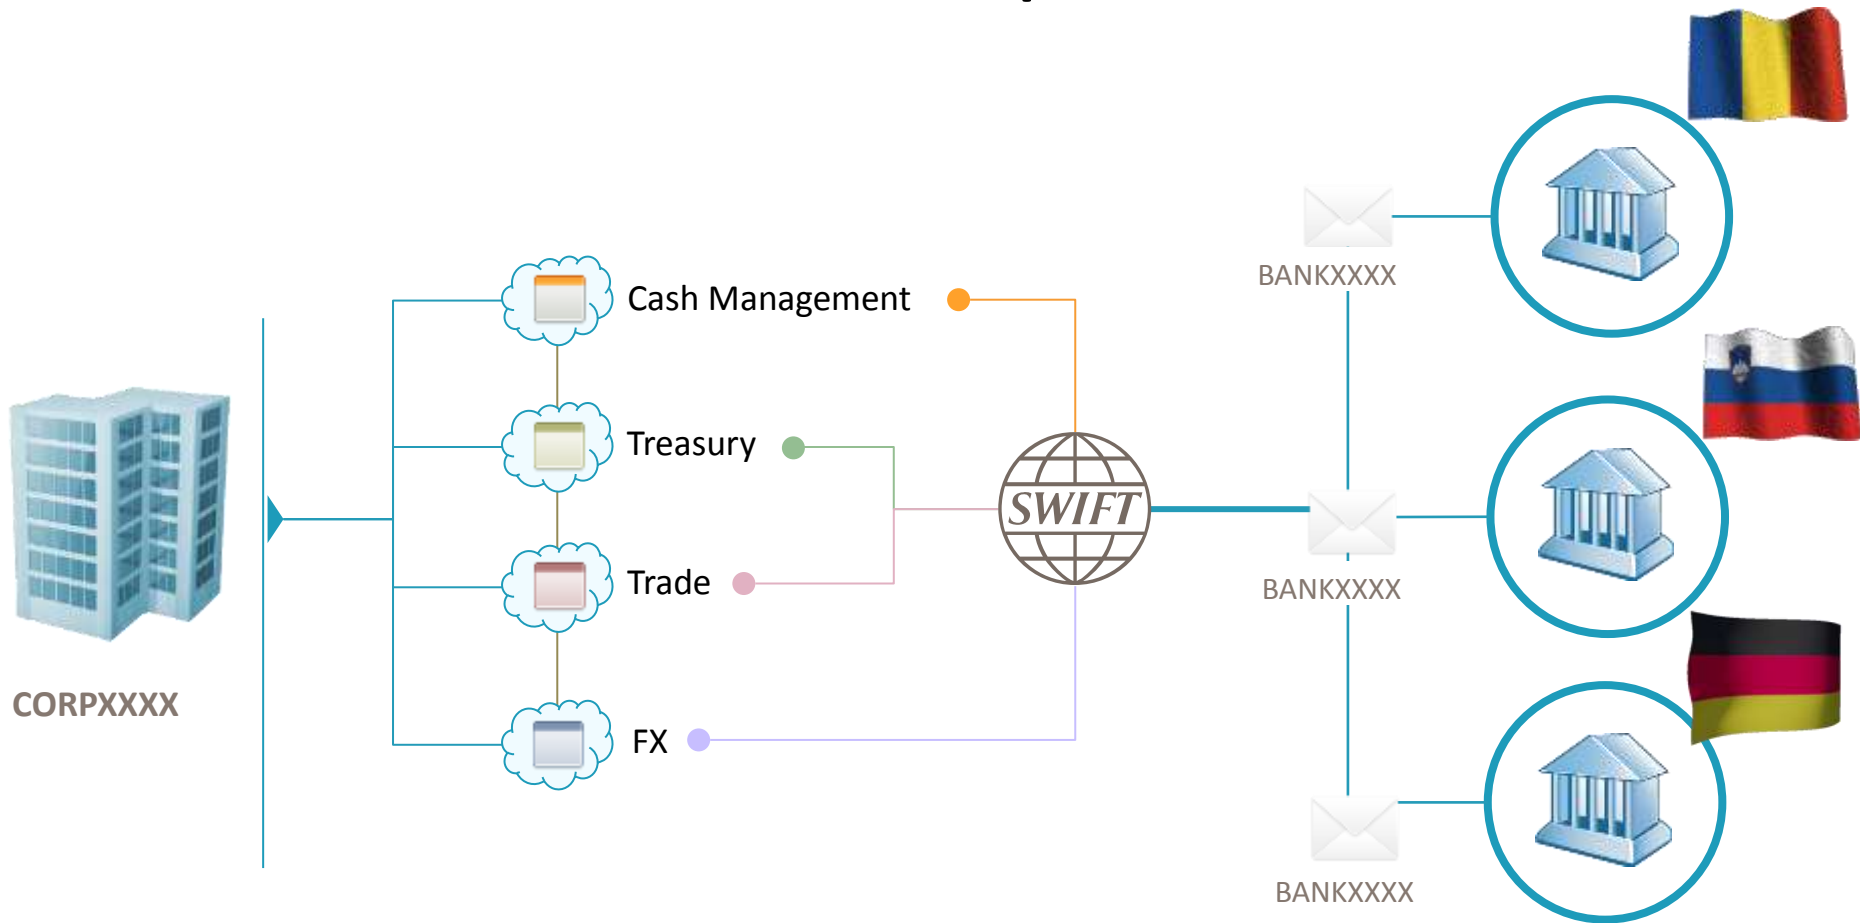 Cash Management
Treasury
Trade
FX
CORPXXXX
SWIFT
BANKXXXX
BANKXXXX
BANKXXXX